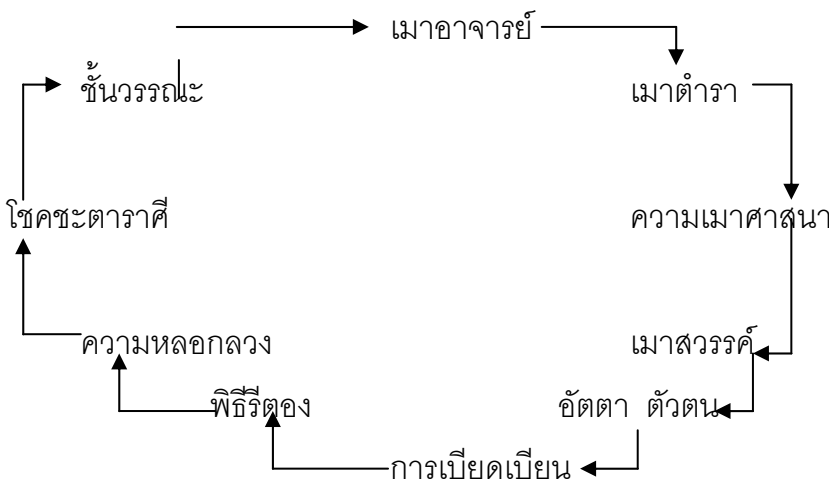 เมาอาจารย์
ชั้นวรรณะ เมาตำรา
โชคชะตาราศี ความเมาศาสนา
ความหลอกลวง เมาสวรรค์
พิธีรีตอง อัตตา ตัวตน
การเบียดเบียน